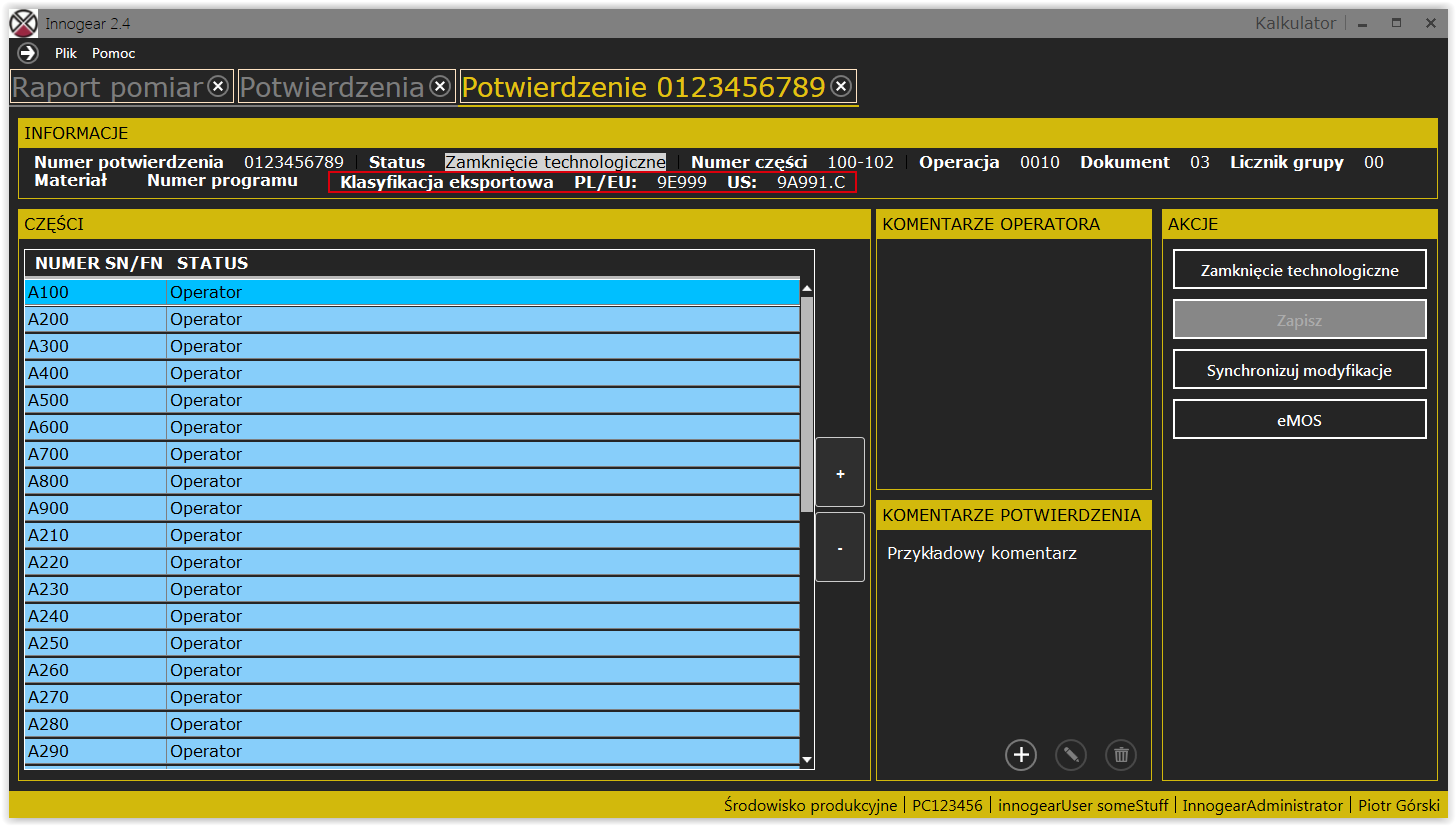 Innogear 2.4 Kalkulator
Plik Pomoc
Raport pomiar Potwierdzenia Potwierdzenie 0123456789
INFORMACJE
Numer potwierdzenia 0123456789 Status Zamknięcie technologiczne Numer części 100-102 Operacja 0010 Dokument 03 Licznik grupy 00
Materiał Numer programu Klasyfikacja eksportowa PL/EU: 9E999 US: 9A991.C
CZĘŚCI
NUMER SN/FN STATUS
A100 Operator
A200 Operator
A300 Operator
A400 Operator
A500 Operator
A600 Operator
A700 Operator
A800 Operator
A900 Operator
A210 Operator
A220 Operator
A230 Operator
A240 Operator
A250 Operator
A260 Operator
A270 Operator
A280 Operator
A290 Operator
+
-
KOMENTARZE OPERATORA
KOMENTARZE POTWIERDZENIA
Przykładowy komentarz
AKCJE
Zamknięcie technologiczne
Zapisz
Synchronizuj modyfikacje
eMOS
Środowisko produkcyjne PC123456 innogearUser someStuff InnogearAdministrator Piotr Górski